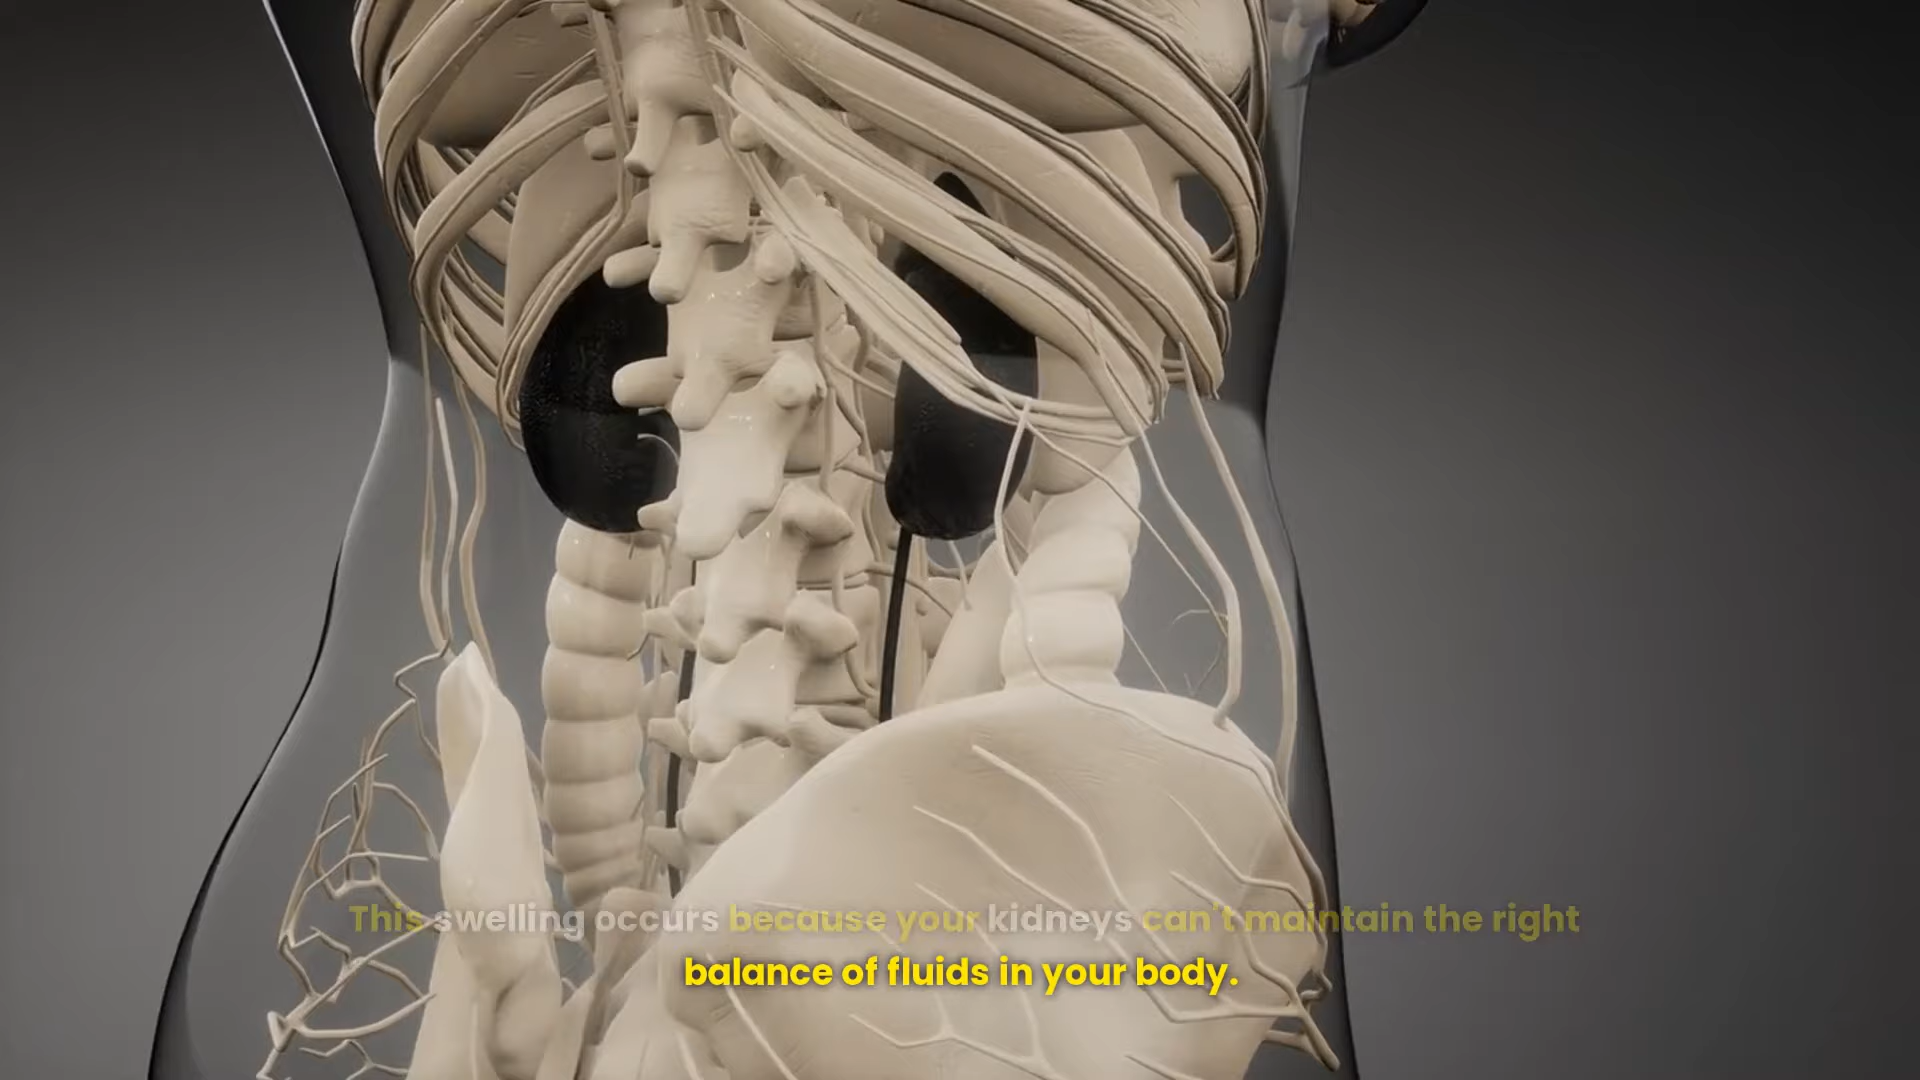 This swelling occurs because your kidneys can't maintain the right
balance of fluids in your body.